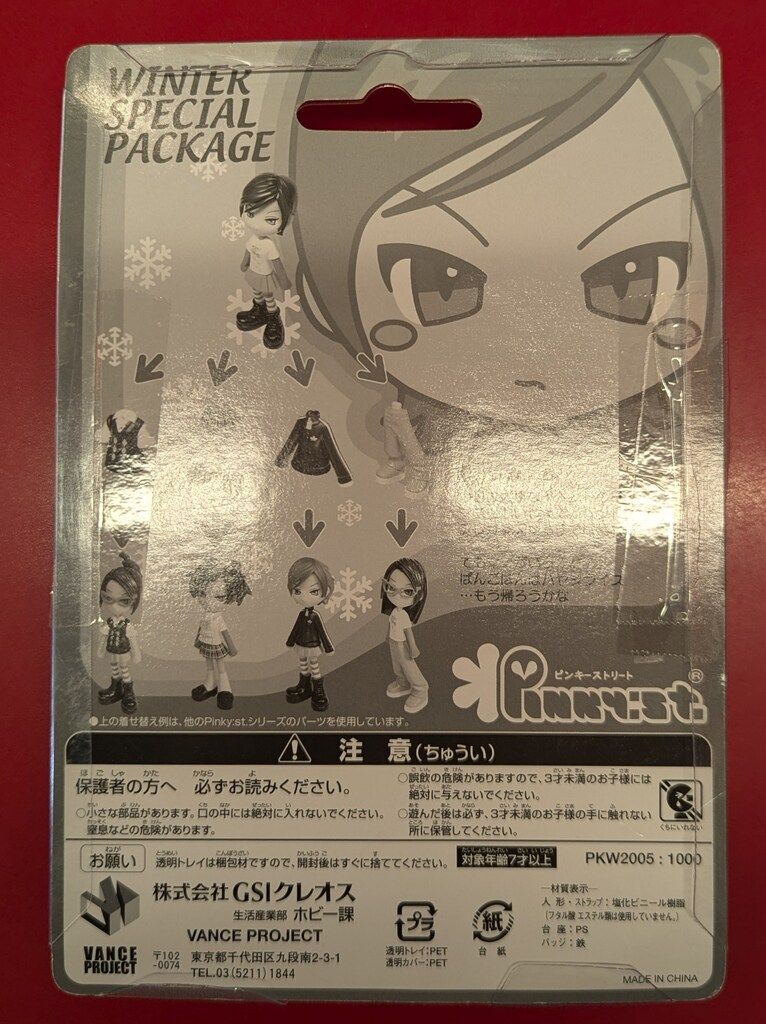 WINTER
SPECIAL
PACKAGE
ばんごはんはハヤシライス
…もう帰ろうかな
ピンキーストリート
Pinky:st.®
●上の着せ替え例は、他のPinky:st.シリーズのパーツを使用しています。
注 意(ちゅうい)
保護者の方へ 必ずお読みください。
○小さな部品があります。口の中には絶対に入れないでください。
窒息などの危険があります。
○誤飲の危険がありますので、3才未満のお子様には
絶対に与えないでください。
○遊んだ後は必ず、3才未満のお子様の手に触れない
所に保管してください。
くちにいれない
お願い 透明トレイは梱包材ですので、開封後はすぐに捨ててください。
対象年齢7才以上
PKW2005：1000
株式会社GSIクレオス
生活産業部 ホビー課
VANCE PROJECT
VANCE
PROJECT
〒102
-0074
東京都千代田区九段南2-3-1
TEL.03(5211)1844
プラ
透明トレイ：PET
透明カバー：PET
紙
台 紙
―材質表示―
人 形・ストラップ：塩化ビニール樹脂
(フタル酸エステル類は使用していません。)
台 座：PS
バッジ：鉄
MADE IN CHINA